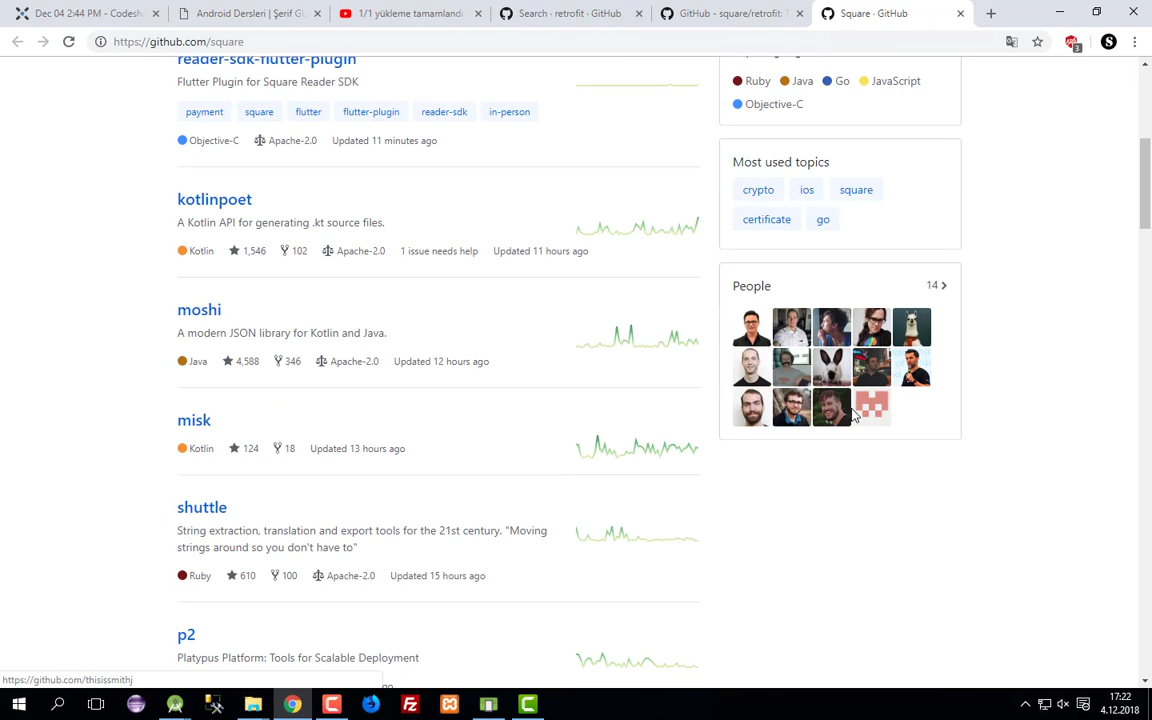 Dec 04 2:44 PM - Codesha
Android Dersleri | Şerif GÜ
1/1 yükleme tamamlandı
Search · retrofit · GitHub
GitHub - square/retrofit: T
Square · GitHub
https://github.com/square
3
S
reader-sdk-flutter-plugin
Flutter Plugin for Square Reader SDK
payment square flutter flutter-plugin reader-sdk in-person
Objective-C Apache-2.0 Updated 11 minutes ago
kotlinpoet
A Kotlin API for generating .kt source files.
Kotlin 1,546 102 Apache-2.0 1 issue needs help Updated 11 hours ago
moshi
A modern JSON library for Kotlin and Java.
Java 4,588 346 Apache-2.0 Updated 12 hours ago
misk
Kotlin 124 18 Updated 13 hours ago
shuttle
String extraction, translation and export tools for the 21st century. "Moving
strings around so you don't have to"
Ruby 610 100 Apache-2.0 Updated 15 hours ago
p2
Platypus Platform: Tools for Scalable Deployment
go
Ruby Java Go JavaScript
Objective-C
Most used topics
crypto ios square
certificate go
People 14
https://github.com/thisissmithj
17:22
4.12.2018